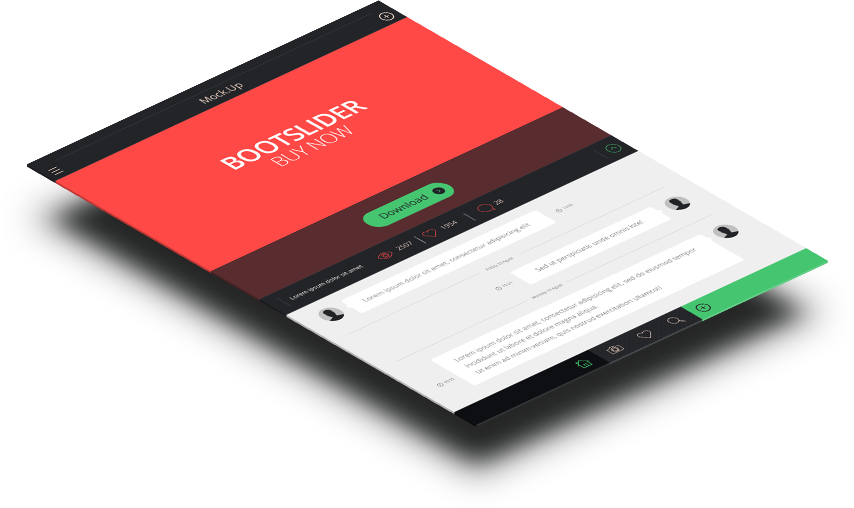 Mock.Up
BOOTSLIDER
BUY NOW
Download
Lorem ipsum dolor sit amet
2507
1954
28
Lorem ipsum dolor sit amet, consectetur adipisicing elit
Sed ut perspiciatis unde omnis iste!
Lorem ipsum dolor sit amet, consectetur adipisicing elit, sed do eiusmod tempor
incididunt ut labore et dolore magna aliqua.
Ut enim ad minim veniam, quis nostrud exercitation ullamco!)